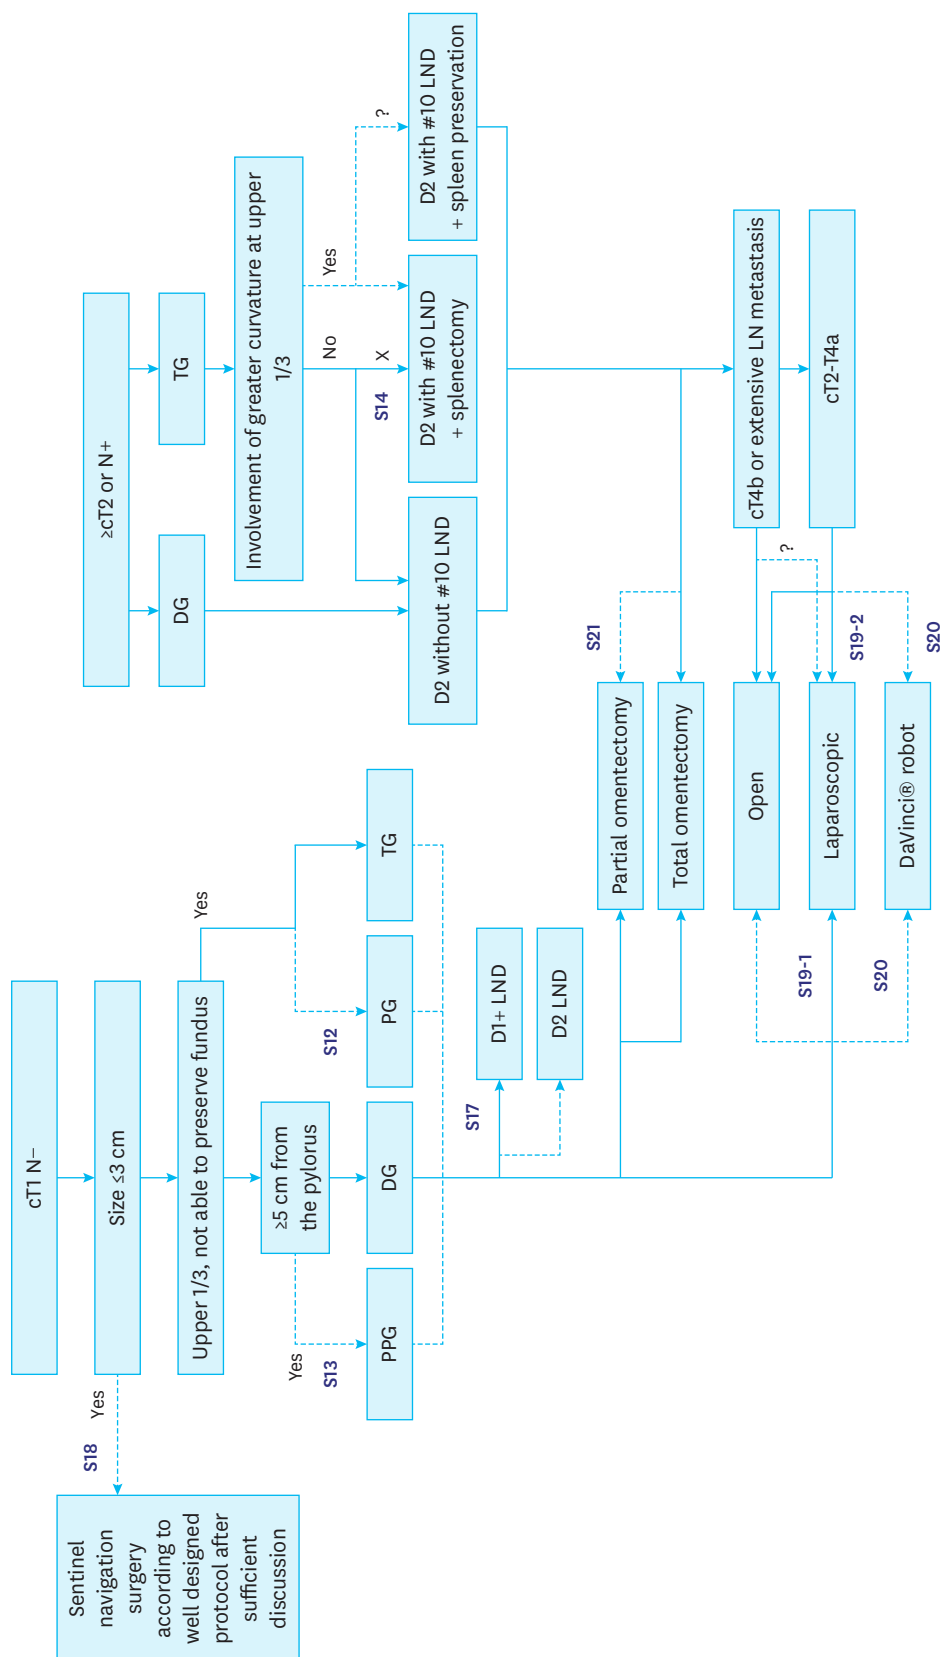 cT1 N−
Size ≤3 cm
Yes
S18
Sentinel
navigation
surgery
according to
well designed
protocol after
sufficient
discussion
Upper 1/3, not able to preserve fundus
Yes
≥5 cm from
the pylorus
Yes
S13
S12
PPG
DG
PG
TG
S17
D1+ LND
D2 LND
≥cT2 or N+
DG
TG
Involvement of greater curvature at upper
1/3
No
Yes
S14
X
?
D2 without #10 LND
D2 with #10 LND
+ splenectomy
D2 with #10 LND
+ spleen preservation
S21
Partial omentectomy
Total omentectomy
cT4b or extensive LN metastasis
cT2-T4a
?
S19-2
S20
Open
Laparoscopic
DaVinci® robot
S19-1
S20